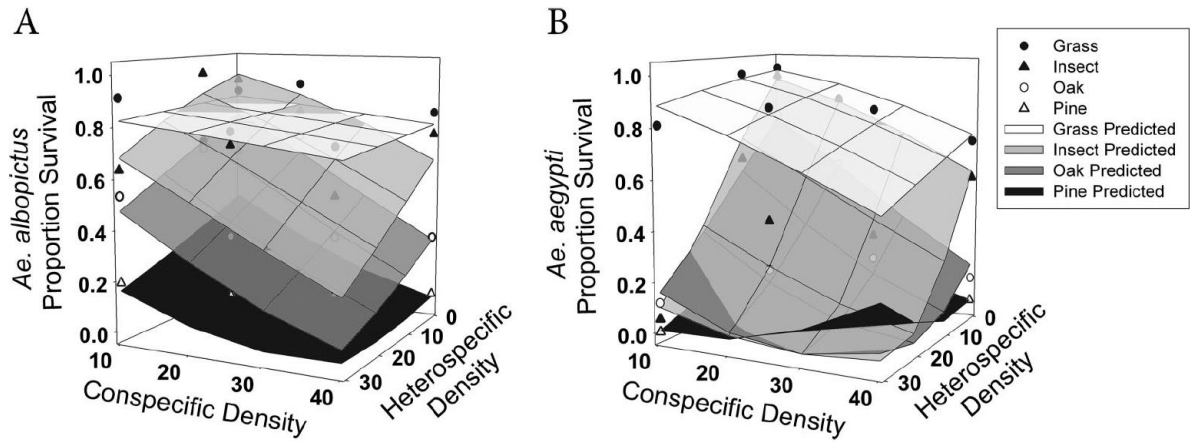 A
Ae. albopictus
Proportion Survival
1.0
0.8
0.6
0.4
0.2
0.0
10
20
30
40
Conspecific Density
30
20
10
0
Heterospecific
Density
B
Ae. aegypti
Proportion Survival
1.0
0.8
0.6
0.4
0.2
0.0
10
20
30
40
Conspecific Density
30
20
10
0
Heterospecific
Density
Grass
Insect
Oak
Pine
Grass Predicted
Insect Predicted
Oak Predicted
Pine Predicted